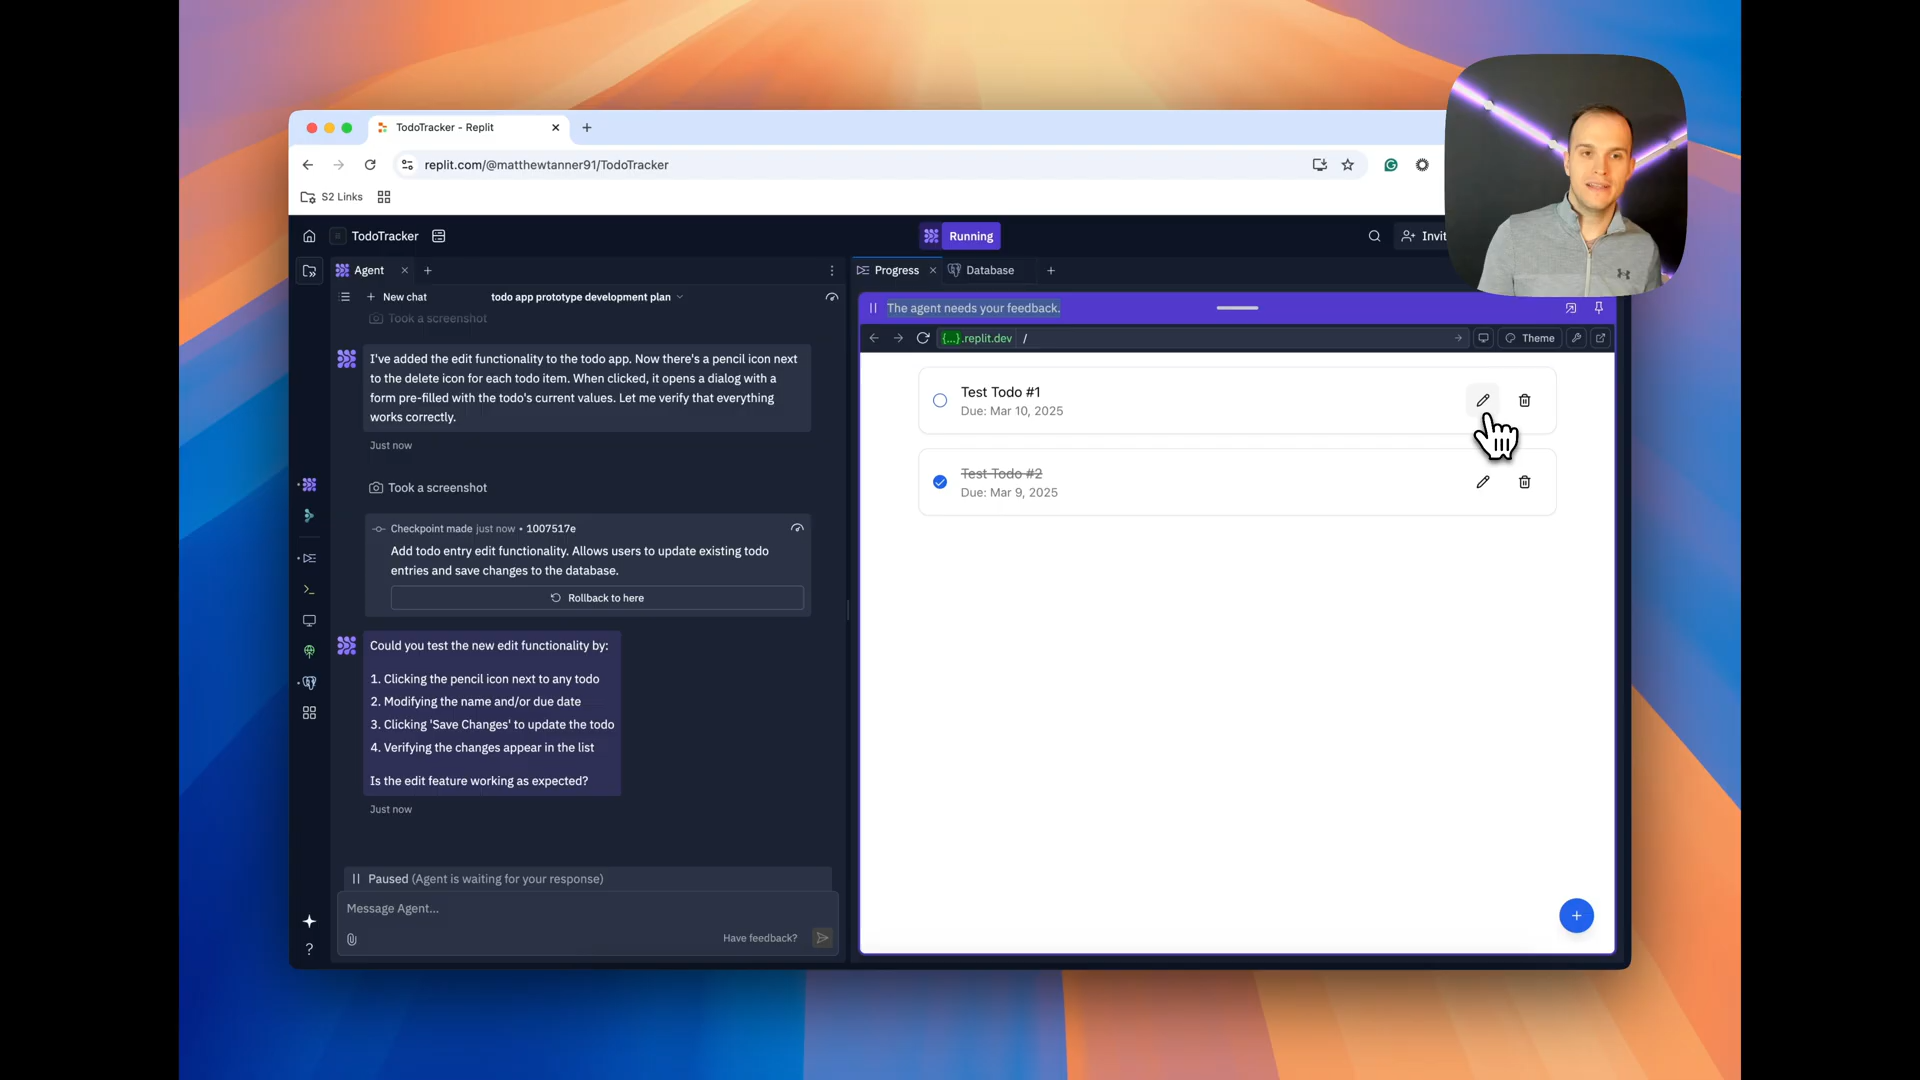 TodoTracker - Replit
replit.com/@matthewtanner91/TodoTracker
S2 Links
TodoTracker
Running
Invit
Agent
Progress
Database
New chat
todo app prototype development plan
Took a screenshot
I've added the edit functionality to the todo app. Now there's a pencil icon next
to the delete icon for each todo item. When clicked, it opens a dialog with a
form pre-filled with the todo's current values. Let me verify that everything
works correctly.
Just now
Took a screenshot
Checkpoint made just now • 1007517e
Add todo entry edit functionality. Allows users to update existing todo
entries and save changes to the database.
Rollback to here
Could you test the new edit functionality by:
1. Clicking the pencil icon next to any todo
2. Modifying the name and/or due date
3. Clicking 'Save Changes' to update the todo
4. Verifying the changes appear in the list
Is the edit feature working as expected?
Just now
Paused (Agent is waiting for your response)
Message Agent...
Have feedback?
The agent needs your feedback.
{...}.replit.dev /
Theme
Test Todo #1
Due: Mar 10, 2025
Test Todo #2
Due: Mar 9, 2025